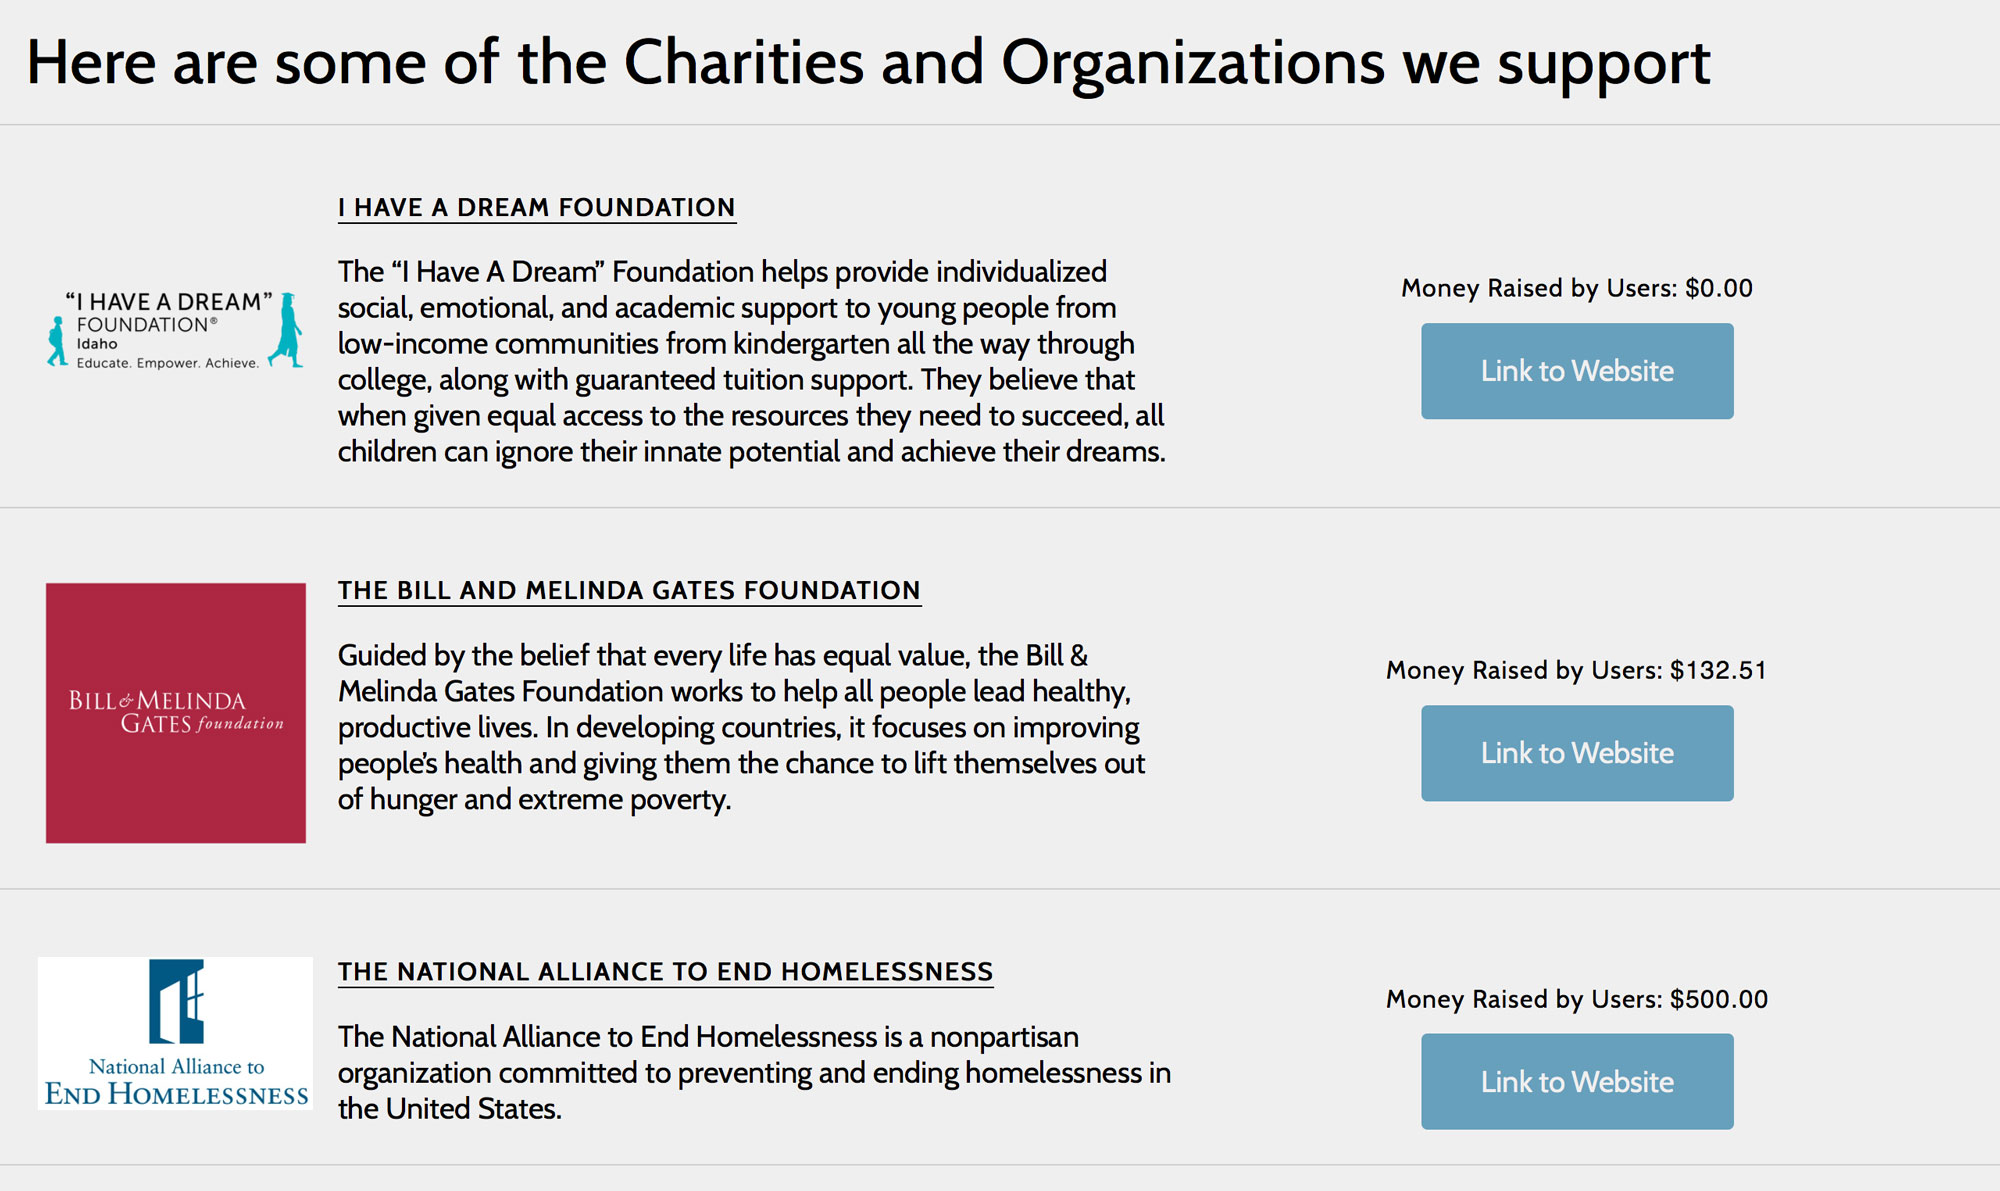 Here are some of the Charities and Organizations we support
I HAVE A DREAM FOUNDATION
“I HAVE A DREAM”
FOUNDATION®
Idaho
Educate. Empower. Achieve.
The “I Have A Dream” Foundation helps provide individualized
social, emotional, and academic support to young people from
low-income communities from kindergarten all the way through
college, along with guaranteed tuition support. They believe that
when given equal access to the resources they need to succeed, all
children can ignore their innate potential and achieve their dreams.
Money Raised by Users: $0.00
Link to Website
THE BILL AND MELINDA GATES FOUNDATION
BILL & MELINDA
GATES foundation
Guided by the belief that every life has equal value, the Bill &
Melinda Gates Foundation works to help all people lead healthy,
productive lives. In developing countries, it focuses on improving
people’s health and giving them the chance to lift themselves out
of hunger and extreme poverty.
Money Raised by Users: $132.51
Link to Website
THE NATIONAL ALLIANCE TO END HOMELESSNESS
National Alliance to
END HOMELESSNESS
The National Alliance to End Homelessness is a nonpartisan
organization committed to preventing and ending homelessness in
the United States.
Money Raised by Users: $500.00
Link to Website